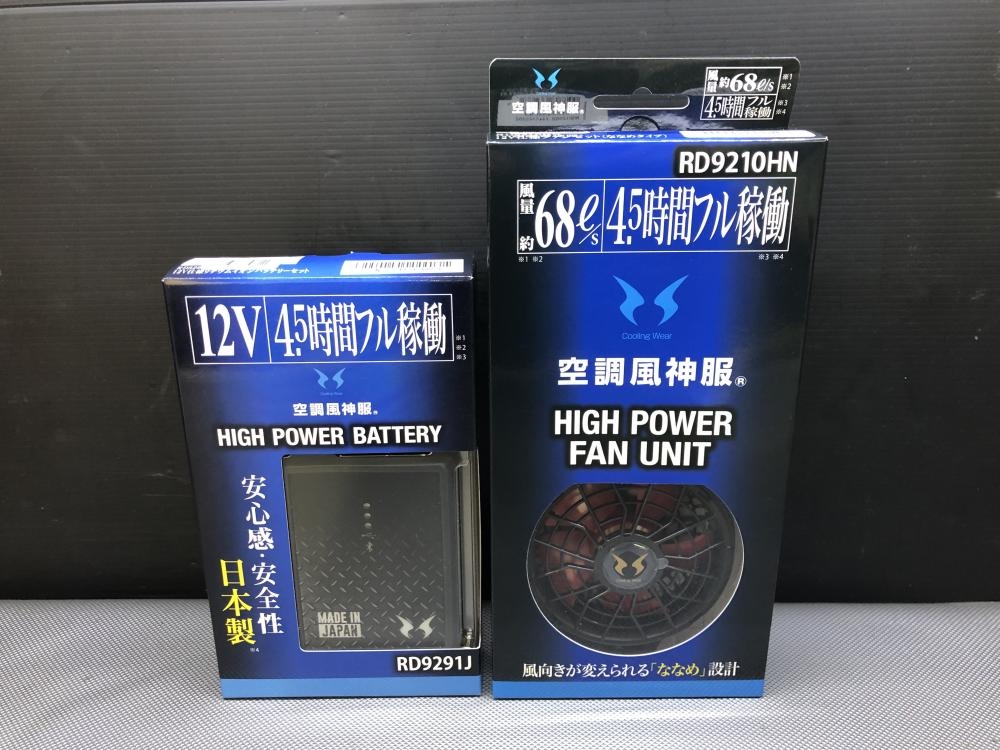 12V 4.5時間フル稼働
※1
※2
※3
空調風神服®
HIGH POWER BATTERY
安心感・安全性
日本製
※4
MADE IN
JAPAN
RD9291J
空調風神服®
風量 約68ℓ/s ※1 ※2
4.5時間フル稼働 ※3 ※4
RD9210HN
風量 約68ℓ/s 4.5時間フル稼働
※1 ※2
※3 ※4
Cooling Wear
空調風神服®
HIGH POWER
FAN UNIT
風向きが変えられる「ななめ」設計